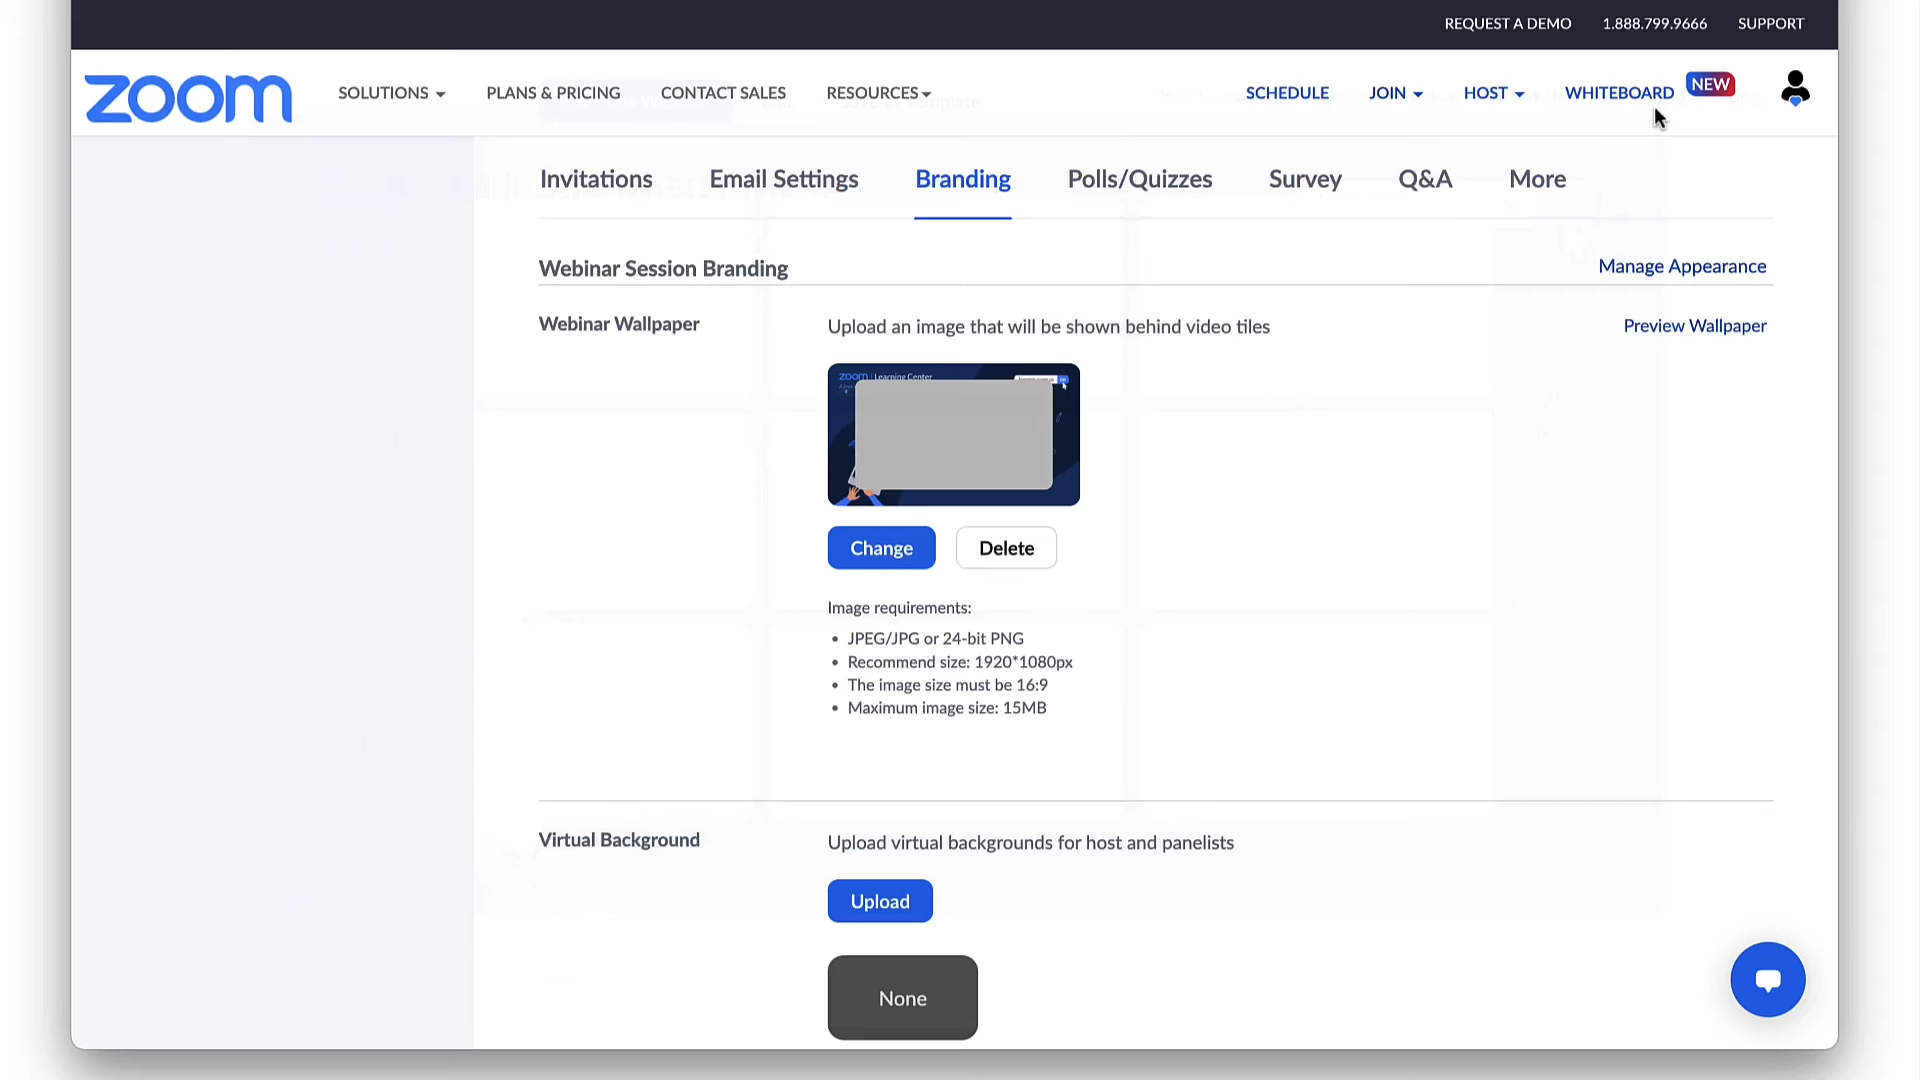 REQUEST A DEMO 1.888.799.9666 SUPPORT
zoom SOLUTIONS PLANS & PRICING CONTACT SALES RESOURCES SCHEDULE JOIN HOST WHITEBOARD NEW
Invitations Email Settings Branding Polls/Quizzes Survey Q&A More
Webinar Session Branding Manage Appearance
Webinar Wallpaper Upload an image that will be shown behind video tiles Preview Wallpaper
zoom | Learning Center
Change Delete
Image requirements:
• JPEG/JPG or 24-bit PNG
• Recommend size: 1920*1080px
• The image size must be 16:9
• Maximum image size: 15MB
Virtual Background Upload virtual backgrounds for host and panelists
Upload
None